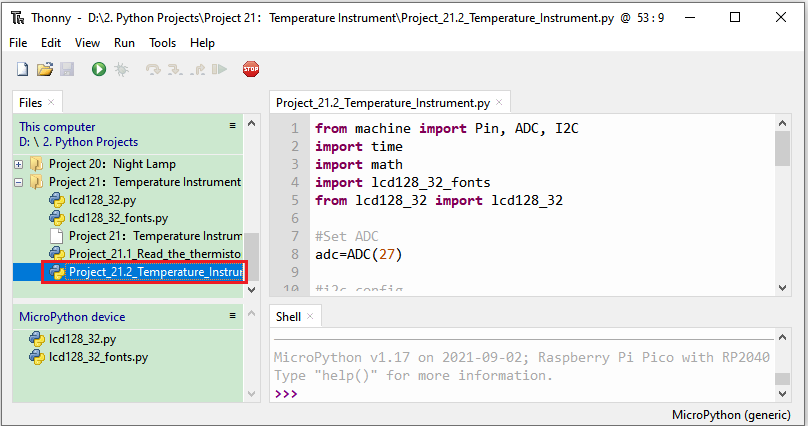 Thonny - D:\2. Python Projects\Project 21：Temperature Instrument\Project_21.2_Temperature_Instrument.py @ 53 : 9
File Edit View Run Tools Help
STOP
Files
This computer
D: \ 2. Python Projects
Project 20：Night Lamp
Project 21：Temperature Instrument
lcd128_32.py
lcd128_32_fonts.py
Project 21：Temperature Instrum
Project_21.1_Read_the_thermisto
Project_21.2_Temperature_Instrur
MicroPython device
lcd128_32.py
lcd128_32_fonts.py
Project_21.2_Temperature_Instrument.py
1 from machine import Pin, ADC, I2C
2 import time
3 import math
4 import lcd128_32_fonts
5 from lcd128_32 import lcd128_32
6
7 #Set ADC
8 adc=ADC(27)
9
10 #i2c config
Shell
MicroPython v1.17 on 2021-09-02; Raspberry Pi Pico with RP2040
Type "help()" for more information.
>>>
MicroPython (generic)